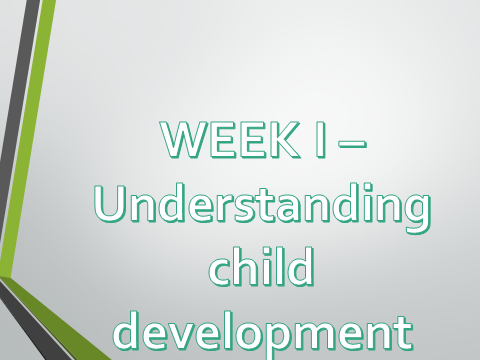 WEEK I –
Understanding
child
development